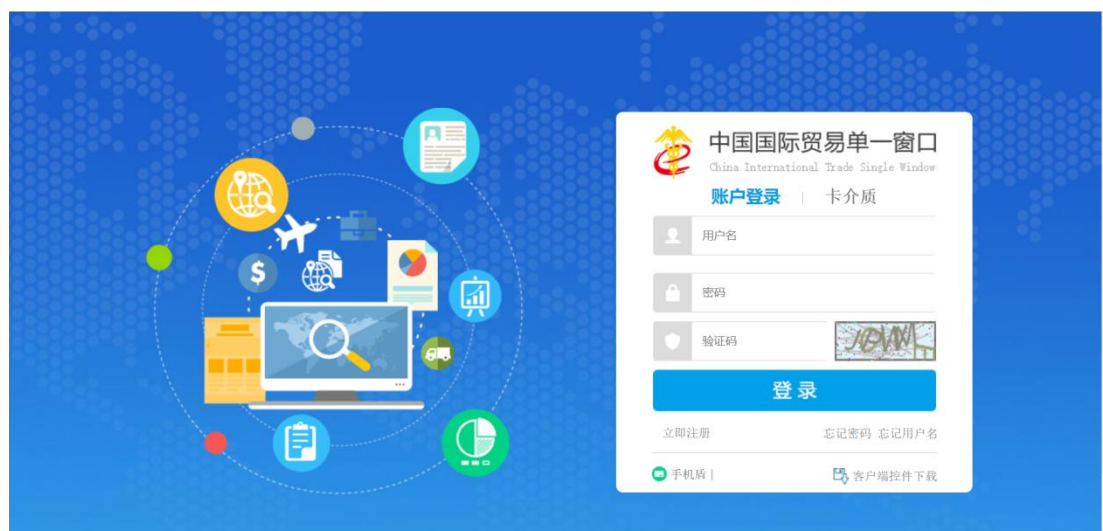 中国国际贸易单一窗口
China International Trade Single Window
账户登录 | 卡介质
用户名
密码
验证码
登录
立即注册 忘记密码 忘记用户名
手机盾 | 客户端控件下载